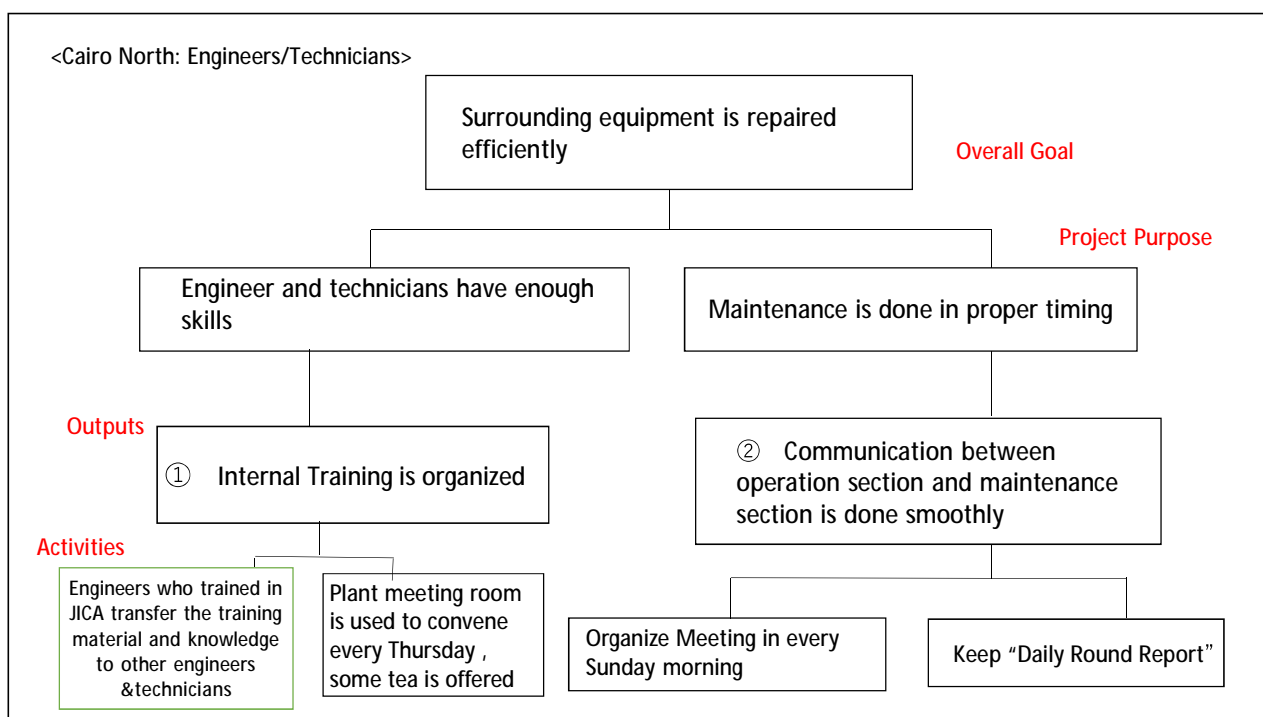 <Cairo North: Engineers/Technicians>
Surrounding equipment is repaired
efficiently
Overall Goal
Project Purpose
Engineer and technicians have enough
skills
Maintenance is done in proper timing
Outputs
① Internal Training is organized
② Communication between
operation section and maintenance
section is done smoothly
Activities
Engineers who trained in
JICA transfer the training
material and knowledge
to other engineers
&technicians
Plant meeting room
is used to convene
every Thursday ,
some tea is offered
Organize Meeting in every
Sunday morning
Keep “Daily Round Report”